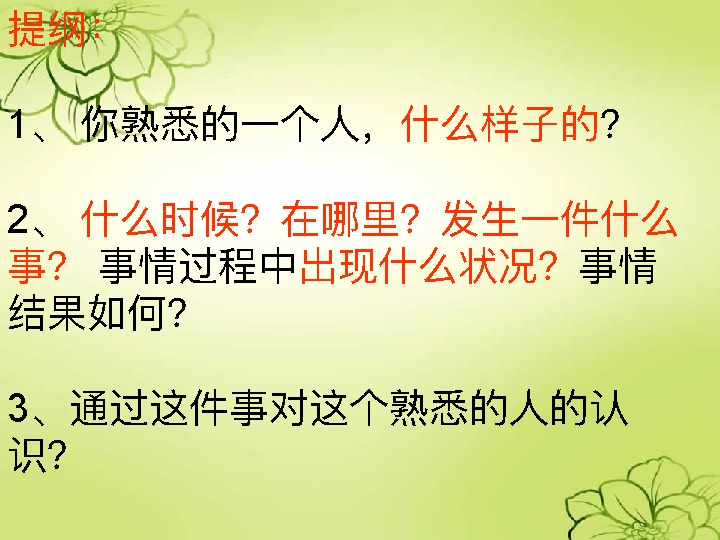 提纲：
1、 你熟悉的一个人，什么样子的?
2、 什么时候？在哪里？发生一件什么
事？ 事情过程中出现什么状况？事情
结果如何?
3、通过这件事对这个熟悉的人的认
识?